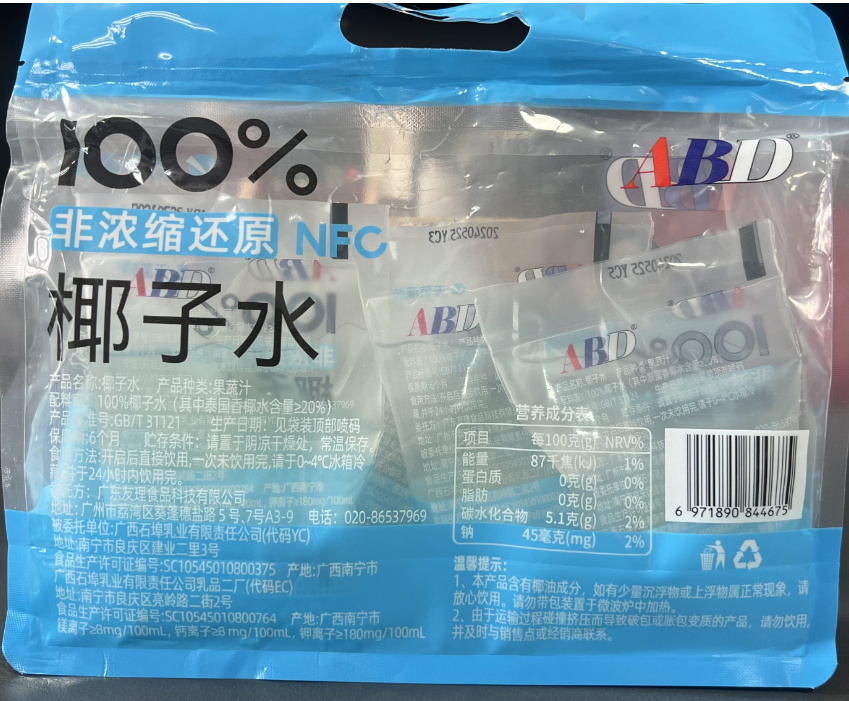 100%
ABD®
非浓缩还原 NFC
20240525 YC3
20240525 YC5
椰子水
ABD
ABD
ABD
产品名称:椰子水 产品种类:果蔬汁
配料表: 100%椰子水（其中泰国香椰水含量≥20%）
产品标准号:GB/T 31121 生产日期: 见袋装顶部喷码
保质期:6个月 贮存条件: 请置于阴凉干燥处，常温保存。
食用方法:开启后直接饮用,一次未饮用完,请于0-4℃冰箱冷
藏并于24小时内饮用完。
委托方: 广东友理食品科技有限公司
地址: 广州市荔湾区葵蓬穗盐路5号.7号A3-9 电话: 020-86537969
被委托单位:广西石埠乳业有限责任公司(代码YC)
地址:南宁市良庆区建业二里3号
食品生产许可证编号:SC10545010800375 产地:广西南宁市
广西石埠乳业有限责任公司乳品二厂(代码EC)
地址:南宁市良庆区亮岭路二街2号
食品生产许可证编号:SC10545010800764 产地:广西南宁市
镁离子≥8mg/100mL, 钙离子≥8 mg/100mL, 钾离子≥180mg/100mL
营养成分表
项目 每100克(g) NRV%
能量 87千焦(kJ) 1%
蛋白质 0克(g) 0%
脂肪 0克(g) 0%
碳水化合物 5.1克(g) 2%
钠 45毫克(mg) 2%
6 971890 844675
温馨提示:
1、本产品含有椰油成分，如有少量沉浮物或上浮物属正常现象，请
放心饮用。请勿带包装置于微波炉中加热。
2、由于运输过程碰撞挤压而导致破包或胀包变质的产品，请勿饮用,
并及时与销售点或经销商联系。